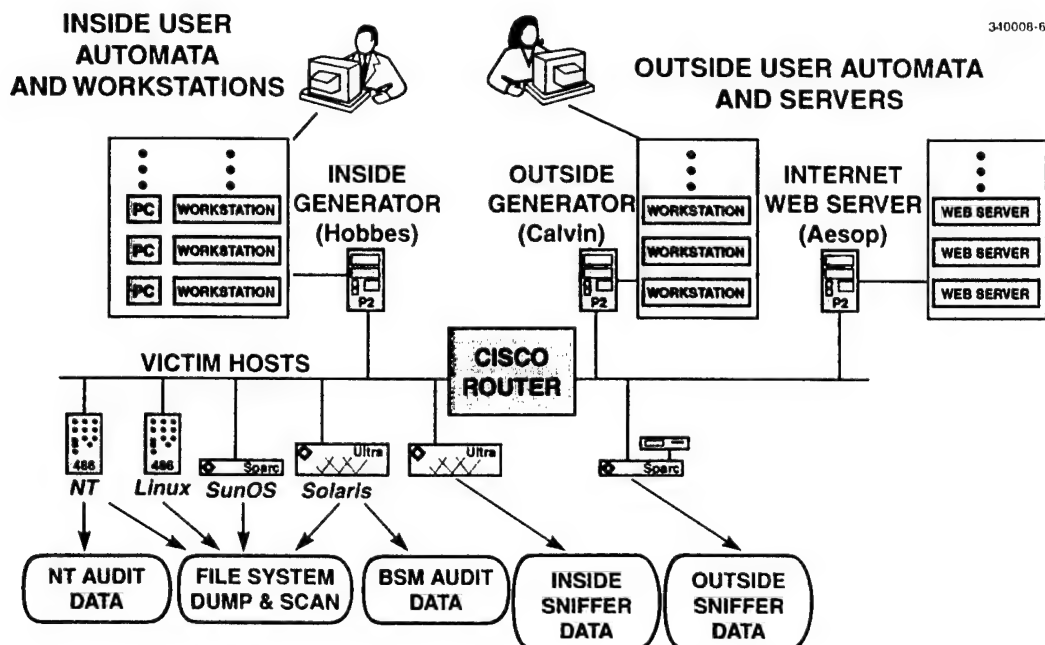 INSIDE USER
AUTOMATA
AND WORKSTATIONS
340008-6
OUTSIDE USER AUTOMATA
AND SERVERS
PC WORKSTATION
PC WORKSTATION
PC WORKSTATION
INSIDE
GENERATOR
(Hobbes)
P2
OUTSIDE
GENERATOR
(Calvin)
P2
WORKSTATION
WORKSTATION
WORKSTATION
INTERNET
WEB SERVER
(Aesop)
P2
WEB SERVER
WEB SERVER
WEB SERVER
VICTIM HOSTS
CISCO
ROUTER
486
NT
486
Linux
Sparc
SunOS
Ultra
Solaris
Ultra
Sparc
NT AUDIT
DATA
FILE SYSTEM
DUMP & SCAN
BSM AUDIT
DATA
INSIDE
SNIFFER
DATA
OUTSIDE
SNIFFER
DATA